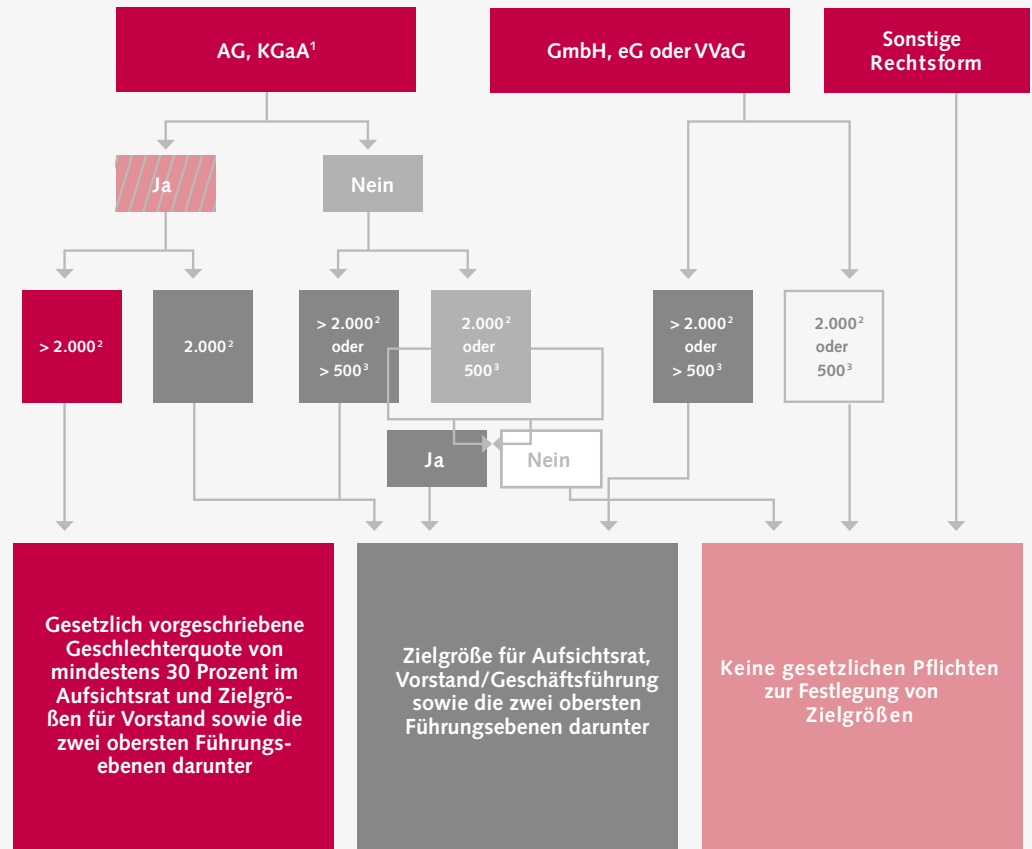 AG, KGaA¹
GmbH, eG oder VVaG
Sonstige
Rechtsform
Ja
Nein
> 2.000²
2.000²
> 2.000²
oder
> 500³
2.000²
oder
500³
> 2.000²
oder
> 500³
2.000²
oder
500³
Ja
Nein
Gesetzlich vorgeschriebene
Geschlechterquote von
mindestens 30 Prozent im
Aufsichtsrat und Zielgrö-
ßen für Vorstand sowie die
zwei obersten Führungs-
ebenen darunter
Zielgröße für Aufsichtsrat,
Vorstand/Geschäftsführung
sowie die zwei obersten
Führungsebenen darunter
Keine gesetzlichen Pflichten
zur Festlegung von
Zielgrößen